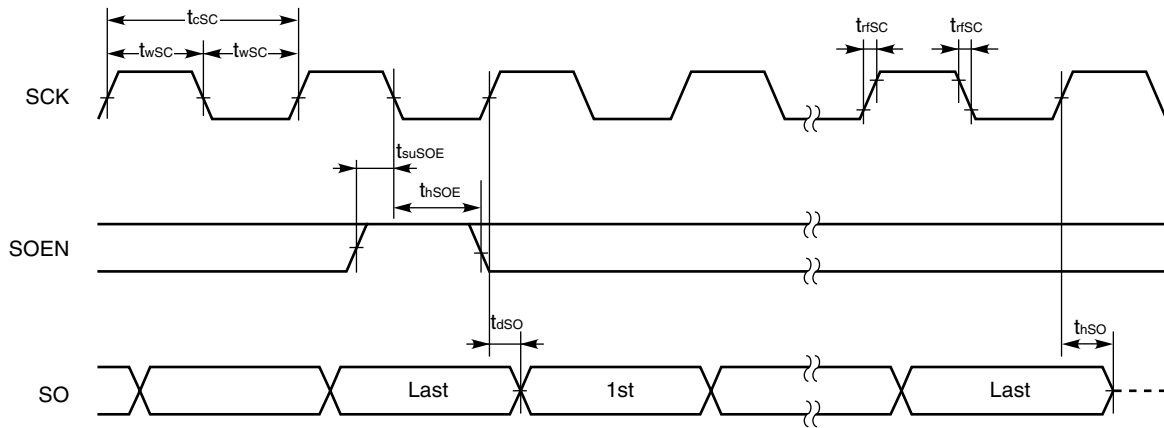 tcSC
twSC
twSC
trfSC
trfSC
SCK
tsuSOE
thSOE
SOEN
tdSO
thSO
SO
Last
1st
Last